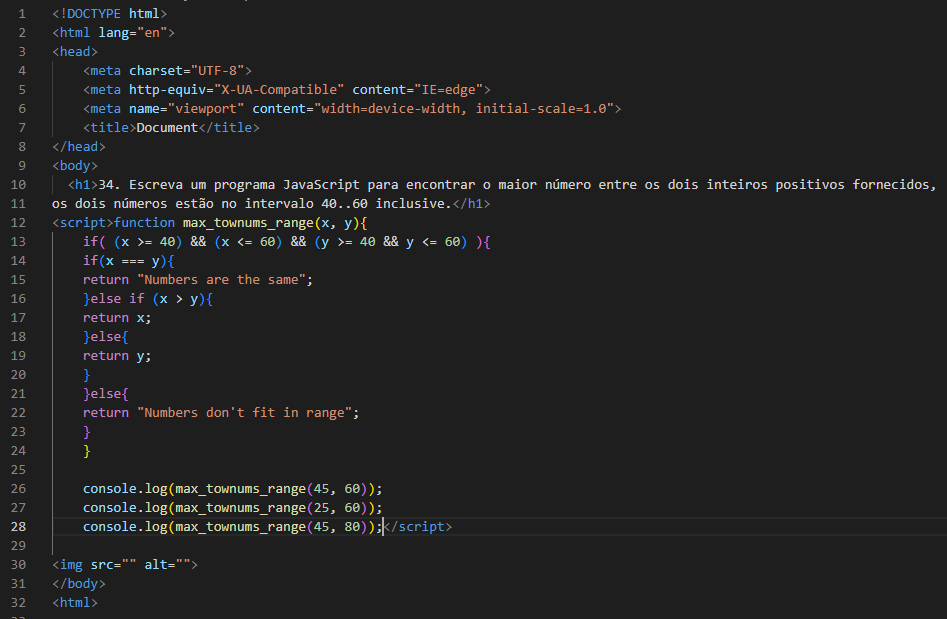 1 <!DOCTYPE html>
2 <html lang="en">
3 <head>
4     <meta charset="UTF-8">
5     <meta http-equiv="X-UA-Compatible" content="IE=edge">
6     <meta name="viewport" content="width=device-width, initial-scale=1.0">
7     <title>Document</title>
8 </head>
9 <body>
10   <h1>34. Escreva um programa JavaScript para encontrar o maior número entre os dois inteiros positivos fornecidos,
11 os dois números estão no intervalo 40..60 inclusive.</h1>
12 <script>function max_townums_range(x, y){
13     if( (x >= 40) && (x <= 60) && (y >= 40 && y <= 60) ){
14     if(x === y){
15     return "Numbers are the same";
16     }else if (x > y){
17     return x;
18     }else{
19     return y;
20     }
21     }else{
22     return "Numbers don't fit in range";
23     }
24     }
25
26     console.log(max_townums_range(45, 60));
27     console.log(max_townums_range(25, 60));
28     console.log(max_townums_range(45, 80));</script>
29
30 <img src="" alt="">
31 </body>
32 <html>